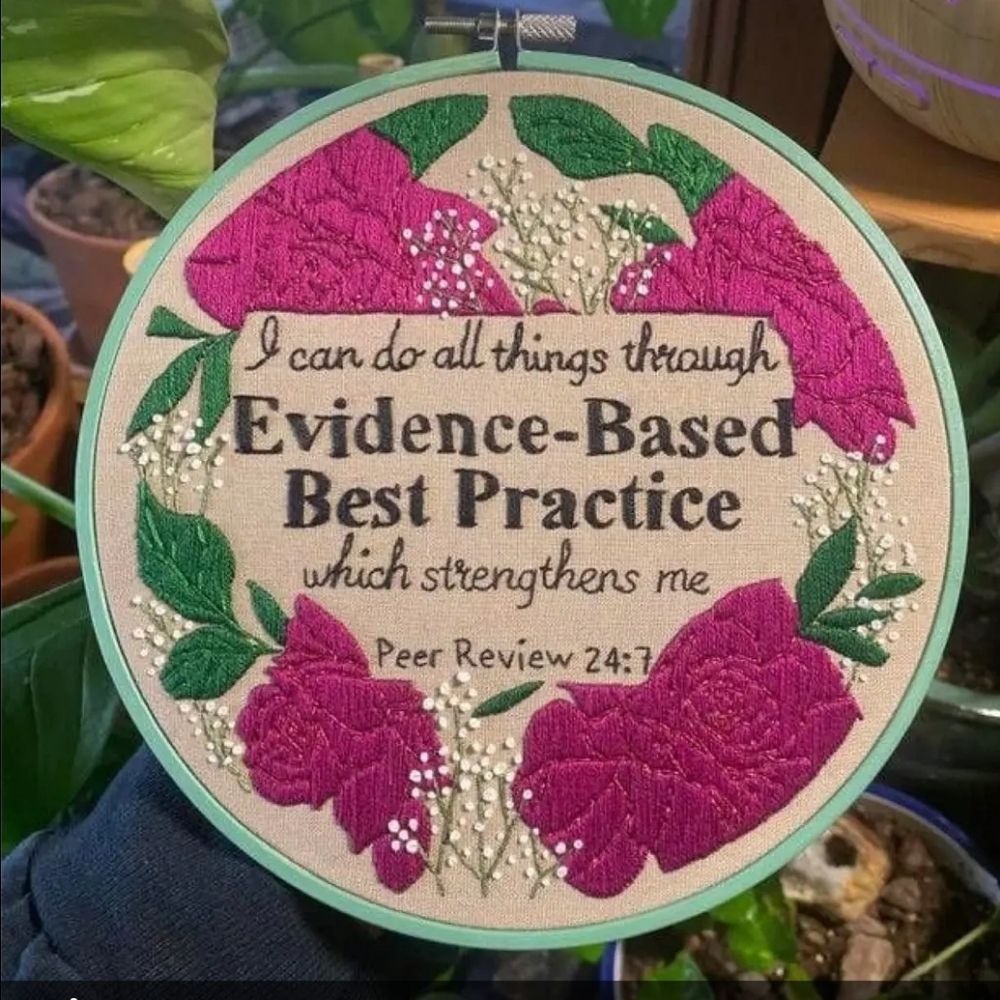 I can do all things through
Evidence-Based
Best Practice
which strengthens me
Peer Review 24:7